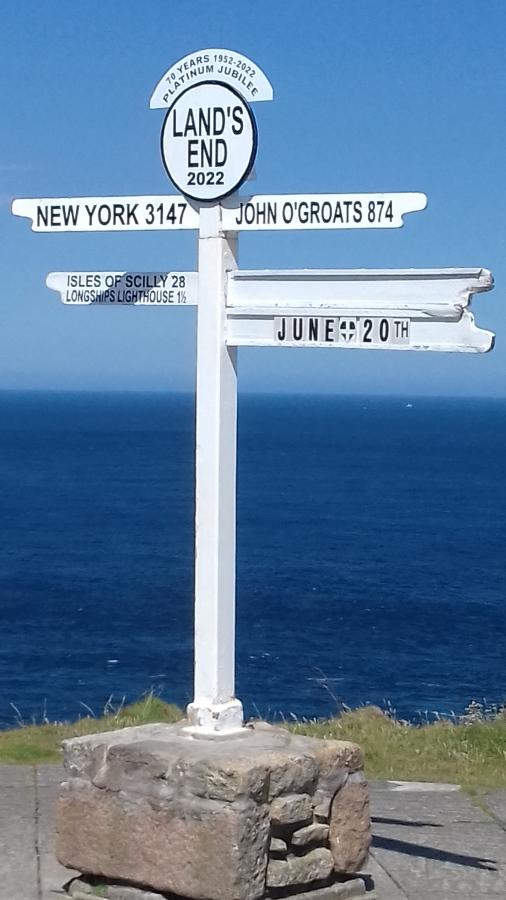 70 YEARS 1952-2022
PLATINUM JUBILEE
LAND'S
END
2022
NEW YORK 3147
JOHN O'GROATS 874
ISLES OF SCILLY 28
LONGSHIPS LIGHTHOUSE 1½
JUNE 20TH